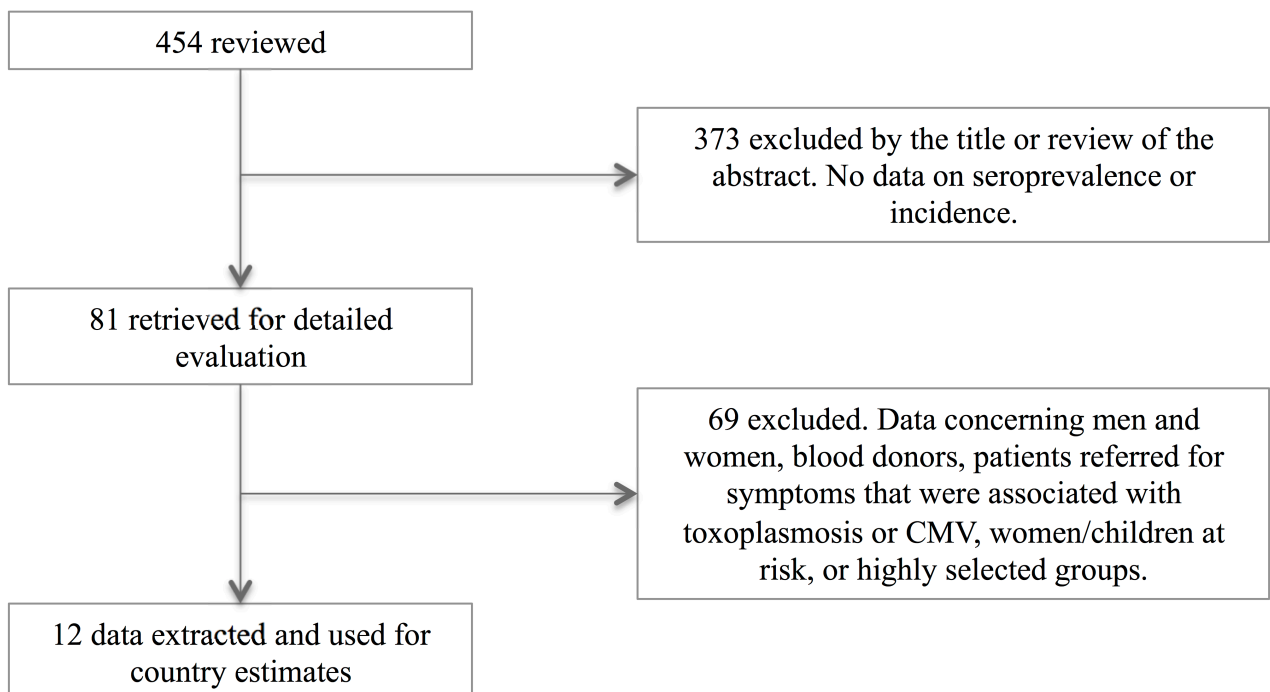 454 reviewed
373 excluded by the title or review of the
abstract. No data on seroprevalence or
incidence.
81 retrieved for detailed
evaluation
69 excluded. Data concerning men and
women, blood donors, patients referred for
symptoms that were associated with
toxoplasmosis or CMV, women/children at
risk, or highly selected groups.
12 data extracted and used for
country estimates